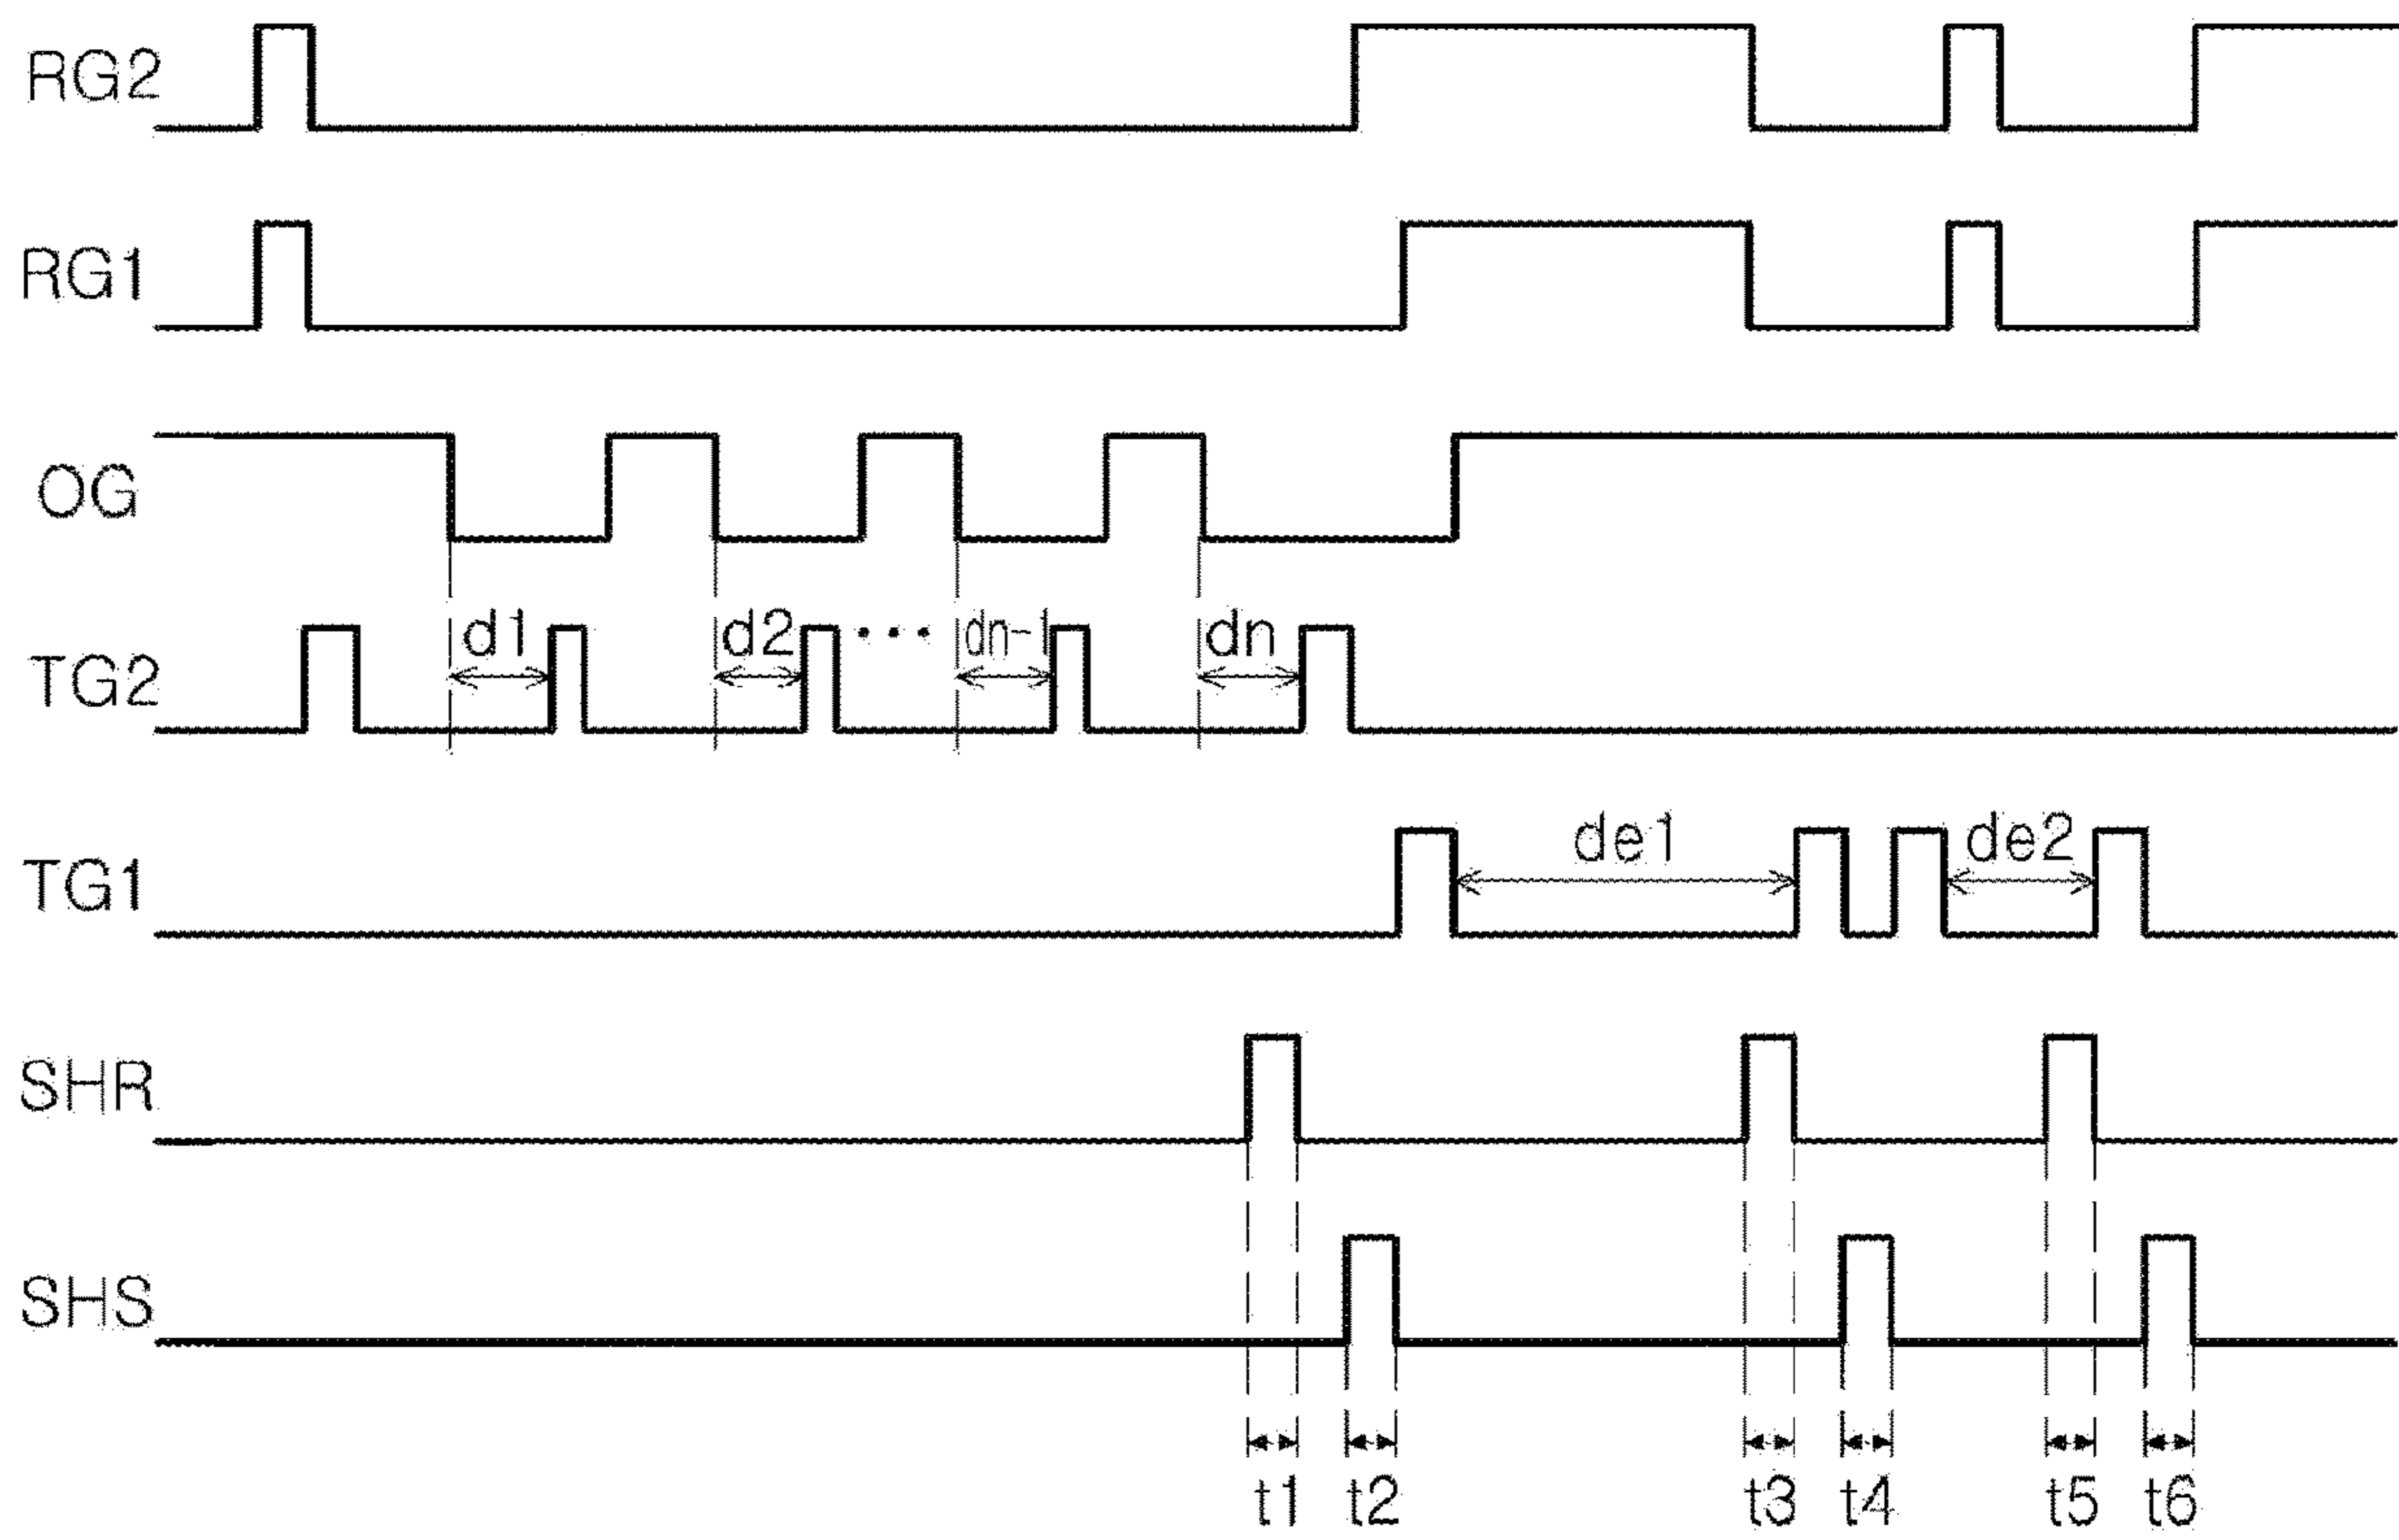 RG2
RG1
OG
d1 d2 ... dn-1 dn
TG2
de1 de2
TG1
SHR
SHS
t1 t2 t3 t4 t5 t6